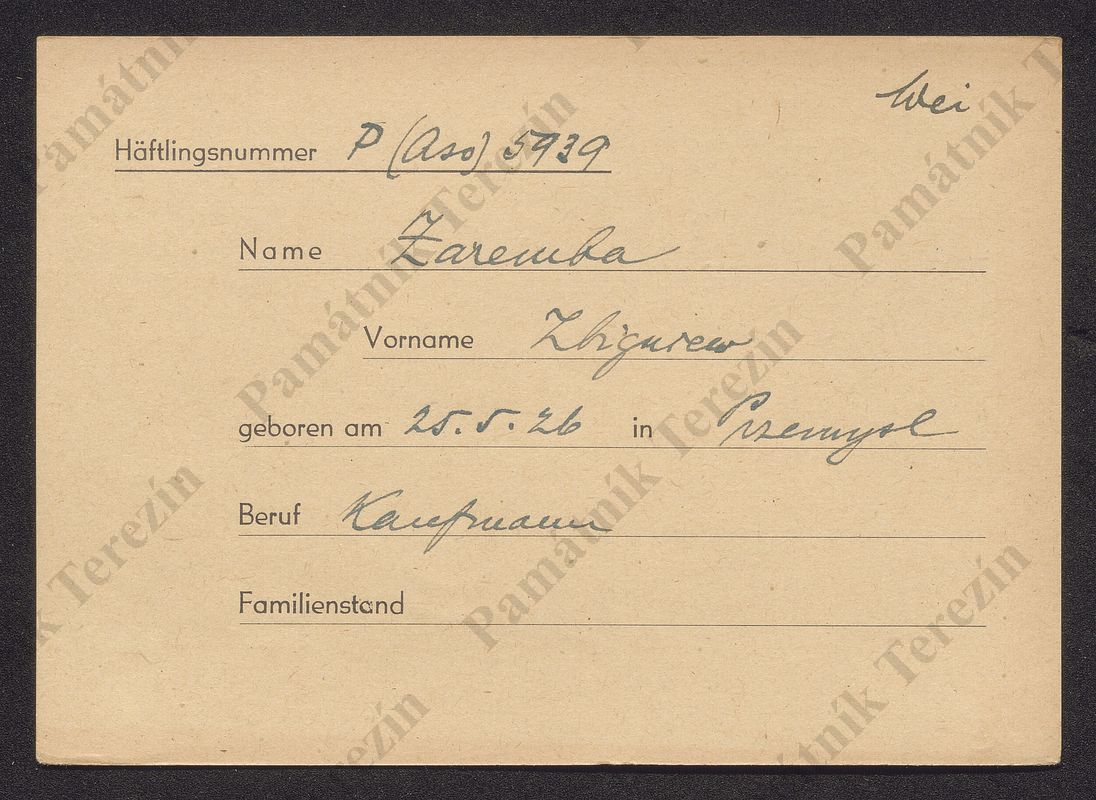 Wei
Häftlingsnummer P (Aso) 5939
Name Zaremba
Vorname Zbigniew
geboren am 25.5.26 in Przemysl
Beruf Kaufmann
Familienstand
Památník Terezín